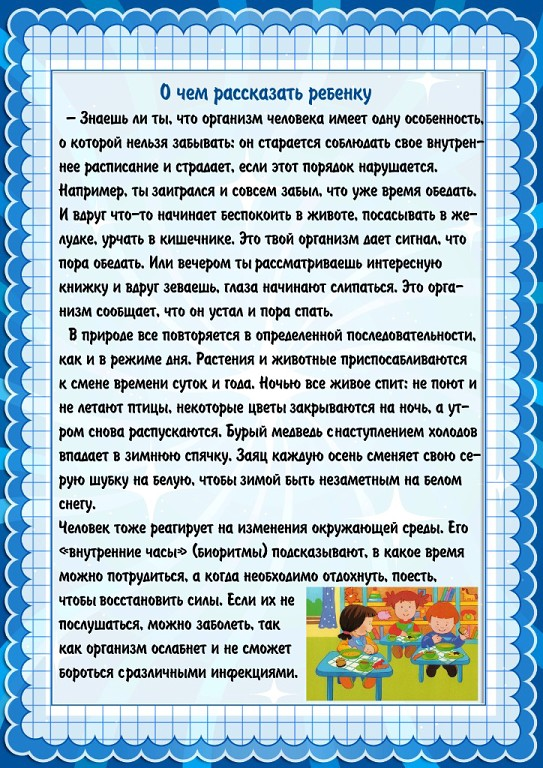 О чем рассказать ребенку
– Знаешь ли ты, что организм человека имеет одну особенность,
о которой нельзя забывать: он старается соблюдать свое внутрен-
нее расписание и страдает, если этот порядок нарушается.
Например, ты заигрался и совсем забыл, что уже время обедать.
И вдруг что-то начинает беспокоить в животе, посасывать в же-
лудке, урчать в кишечнике. Это твой организм дает сигнал, что
пора обедать. Или вечером ты рассматриваешь интересную
книжку и вдруг зеваешь, глаза начинают слипаться. Это орга-
низм сообщает, что он устал и пора спать.
В природе все повторяется в определенной последовательности,
как и в режиме дня. Растения и животные приспосабливаются
к смене времени суток и года. Ночью все живое спит: не поют и
не летают птицы, некоторые цветы закрываются на ночь, а ут-
ром снова распускаются. Бурый медведь с наступлением холодов
впадает в зимнюю спячку. Заяц каждую осень сменяет свою се-
рую шубку на белую, чтобы зимой быть незаметным на белом
снегу.
Человек тоже реагирует на изменения окружающей среды. Его
«внутренние часы» (биоритмы) подсказывают, в какое время
можно потрудиться, а когда необходимо отдохнуть, поесть,
чтобы восстановить силы. Если их не
послушаться, можно заболеть, так
как организм ослабнет и не сможет
бороться с различными инфекциями.